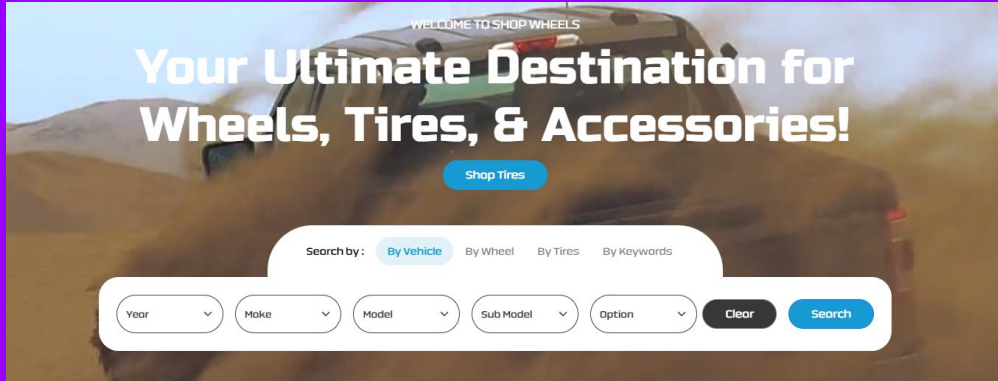 WELCOME TO SHOP WHEELS
Your Ultimate Destination for
Wheels, Tires, & Accessories!
Shop Tires
Search by : By Vehicle By Wheel By Tires By Keywords
Year Make Model Sub Model Option Clear Search